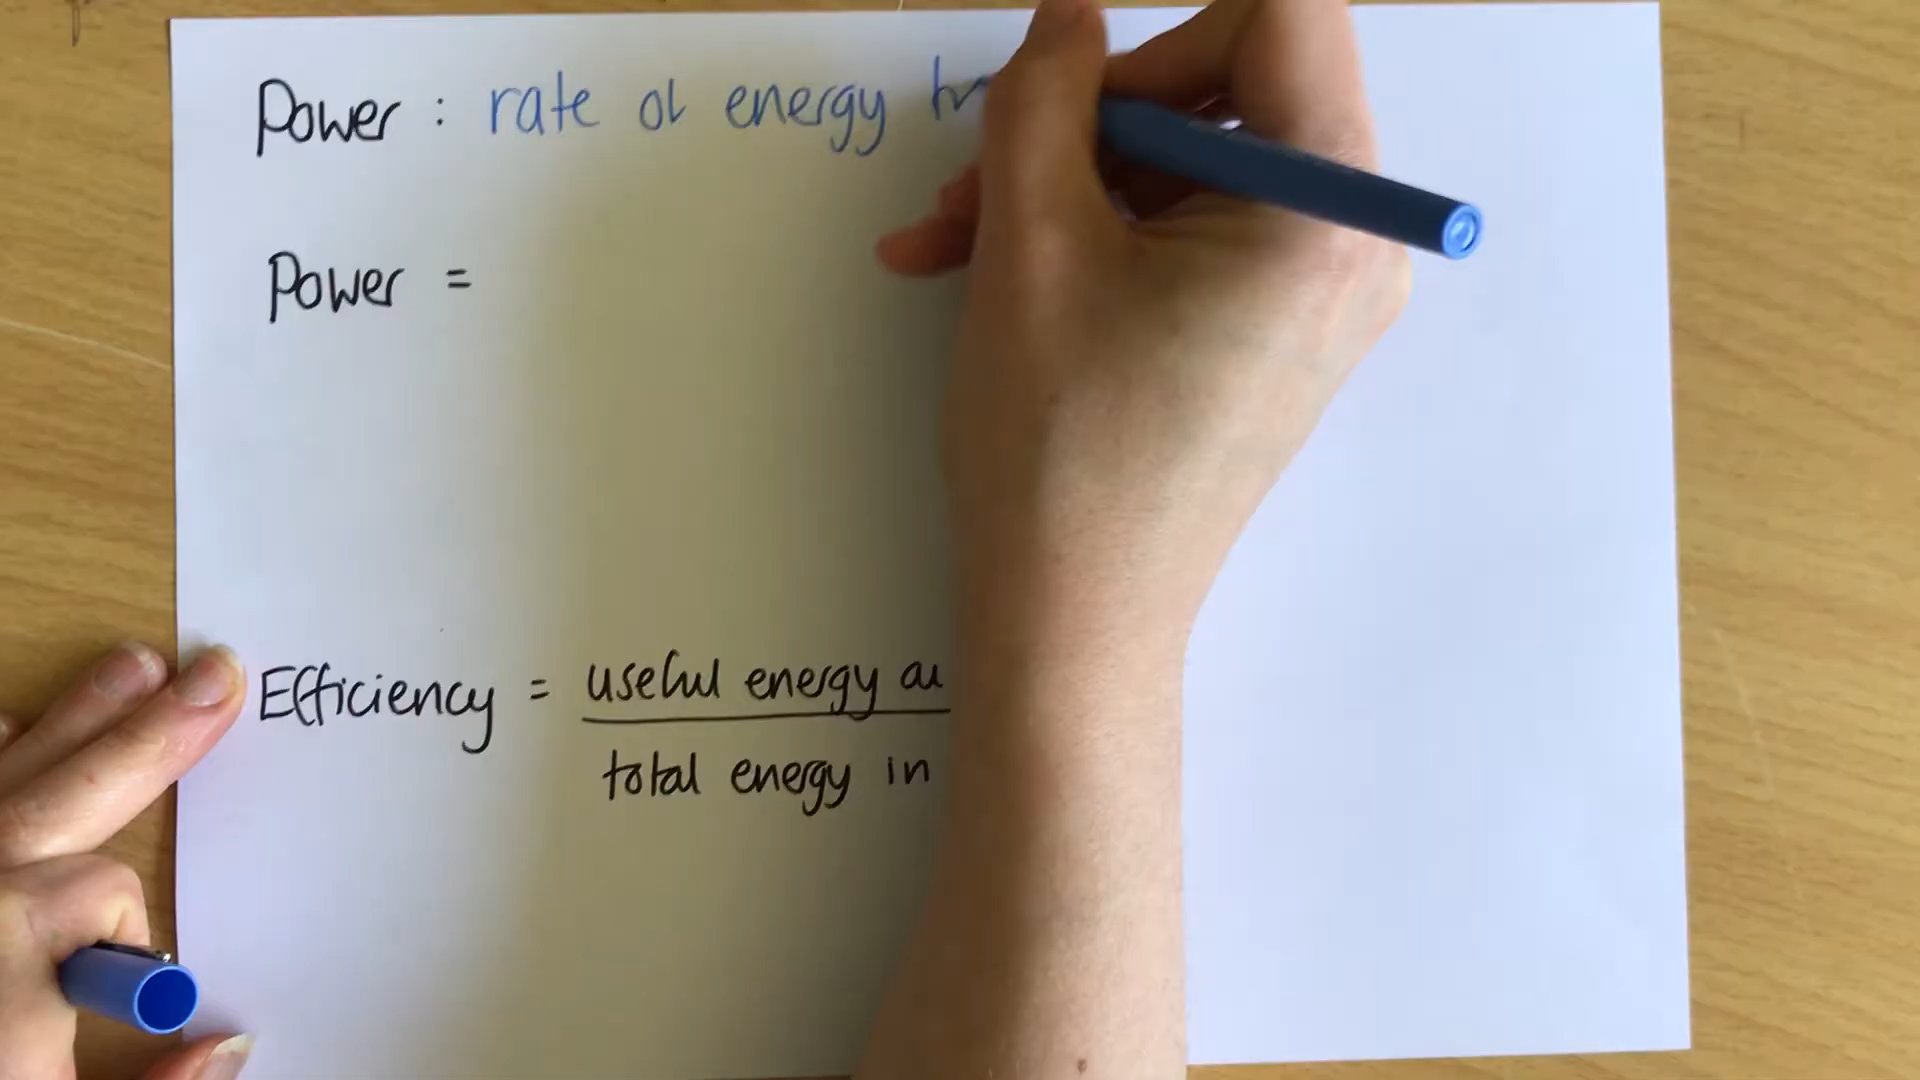 Power : rate of energy
Power =
Efficiency = useful energy
total energy in